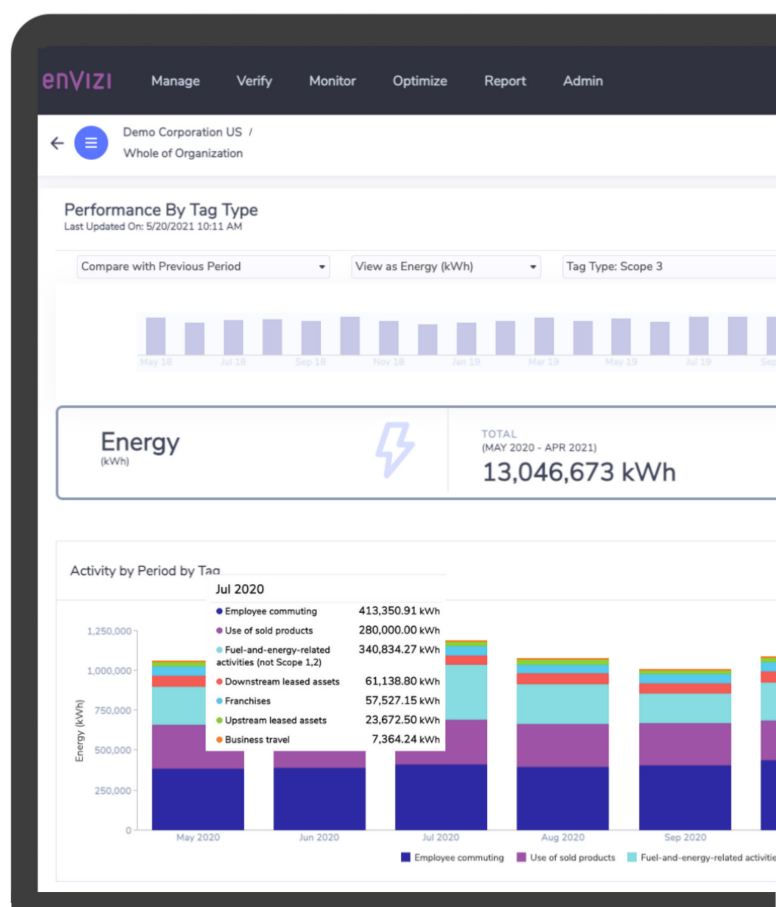 enVIZI Manage Verify Monitor Optimize Report Admin
Demo Corporation US /
Whole of Organization
Performance By Tag Type
Last Updated On: 5/20/2021 10:11 AM
Compare with Previous Period View as Energy (kWh) Tag Type: Scope 3
May 18 Jul 18 Sep 18 Nov 18 Jan 19 Mar 19 May 19 Jul 19 Sep
Energy
(kWh)
TOTAL
(MAY 2020 - APR 2021)
13,046,673 kWh
Activity by Period by Tag
Jul 2020
Employee commuting 413,350.91 kWh
Use of sold products 280,000.00 kWh
Fuel-and-energy-related 340,834.27 kWh
activities (not Scope 1,2)
Downstream leased assets 61,138.80 kWh
Franchises 57,527.15 kWh
Upstream leased assets 23,672.50 kWh
Business travel 7,364.24 kWh
Energy (kWh)
1,250,000
1,000,000
750,000
500,000
250,000
0
May 2020 Jun 2020 Jul 2020 Aug 2020 Sep 2020
Employee commuting Use of sold products Fuel-and-energy-related activitie